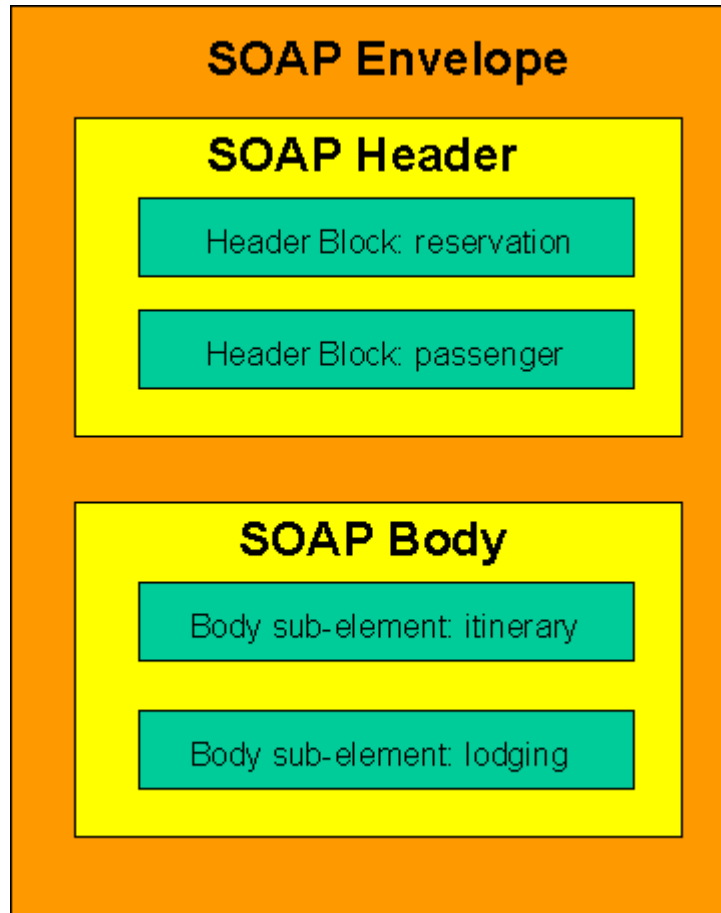 SOAP Envelope
SOAP Header
Header Block: reservation
Header Block: passenger
SOAP Body
Body sub-element: itinerary
Body sub-element: lodging